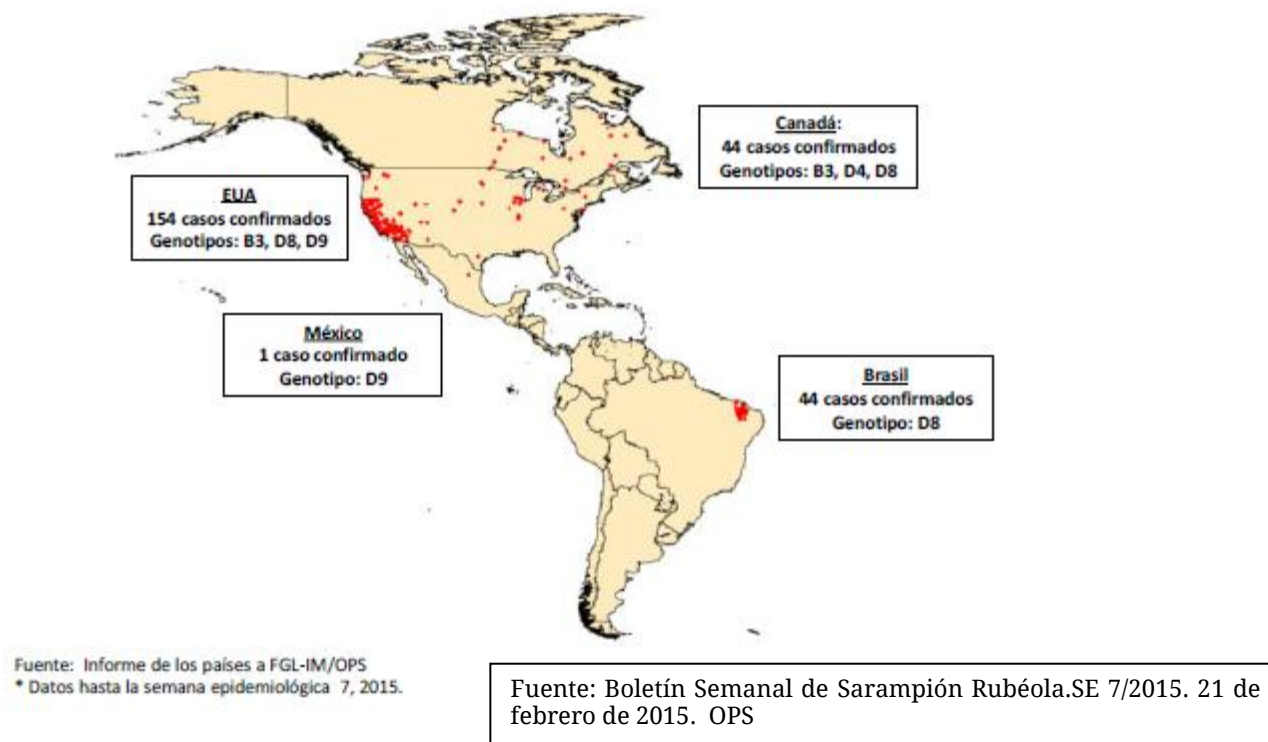 Canadá:
44 casos confirmados
Genotipos: B3, D4, D8
EUA
154 casos confirmados
Genotipos: B3, D8, D9
México
1 caso confirmado
Genotipo: D9
Brasil
44 casos confirmados
Genotipo: D8
Fuente: Informe de los países a FGL-IM/OPS
* Datos hasta la semana epidemiológica 7, 2015.
Fuente: Boletín Semanal de Sarampión Rubéola.SE 7/2015. 21 de
febrero de 2015. OPS